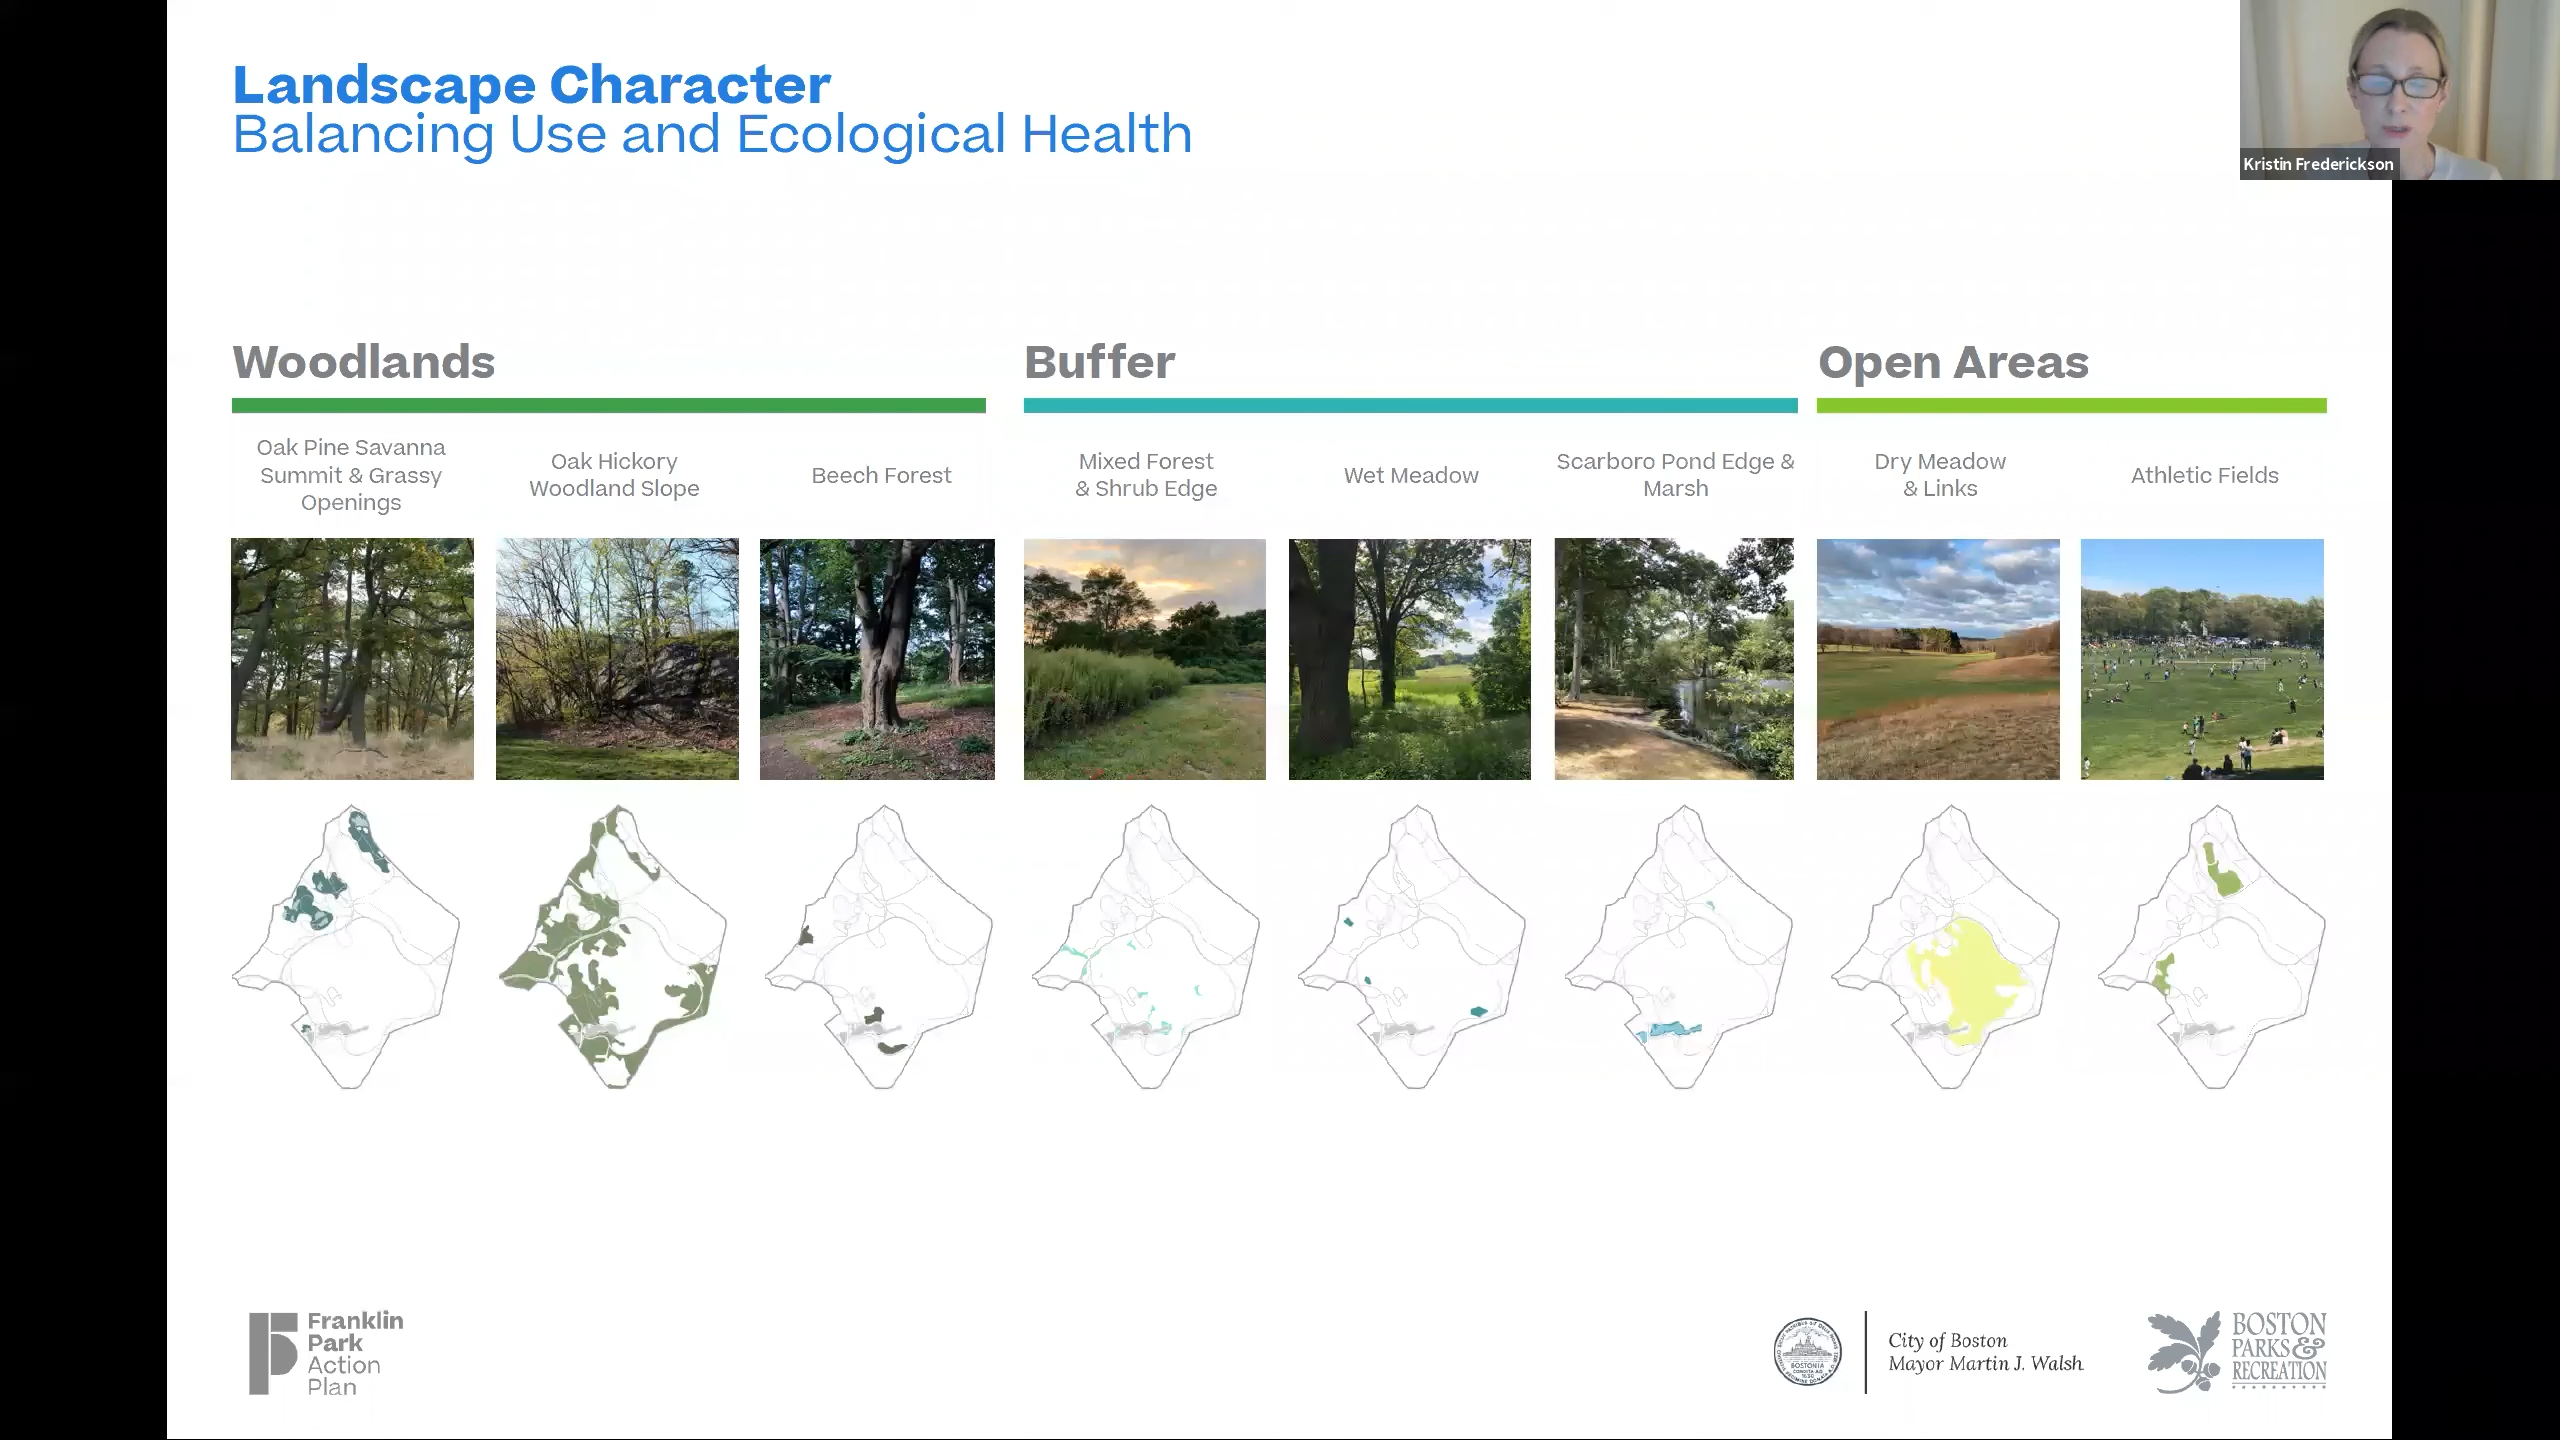 Landscape Character
Balancing Use and Ecological Health
Kristin Frederickson
Woodlands
Buffer
Open Areas
Oak Pine Savanna
Summit & Grassy
Openings
Oak Hickory
Woodland Slope
Beech Forest
Mixed Forest
& Shrub Edge
Wet Meadow
Scarboro Pond Edge &
Marsh
Dry Meadow
& Links
Athletic Fields
Franklin
Park
Action
Plan
BOSTONIA
City of Boston
Mayor Martin J. Walsh
BOSTON
PARKS &
RECREATION